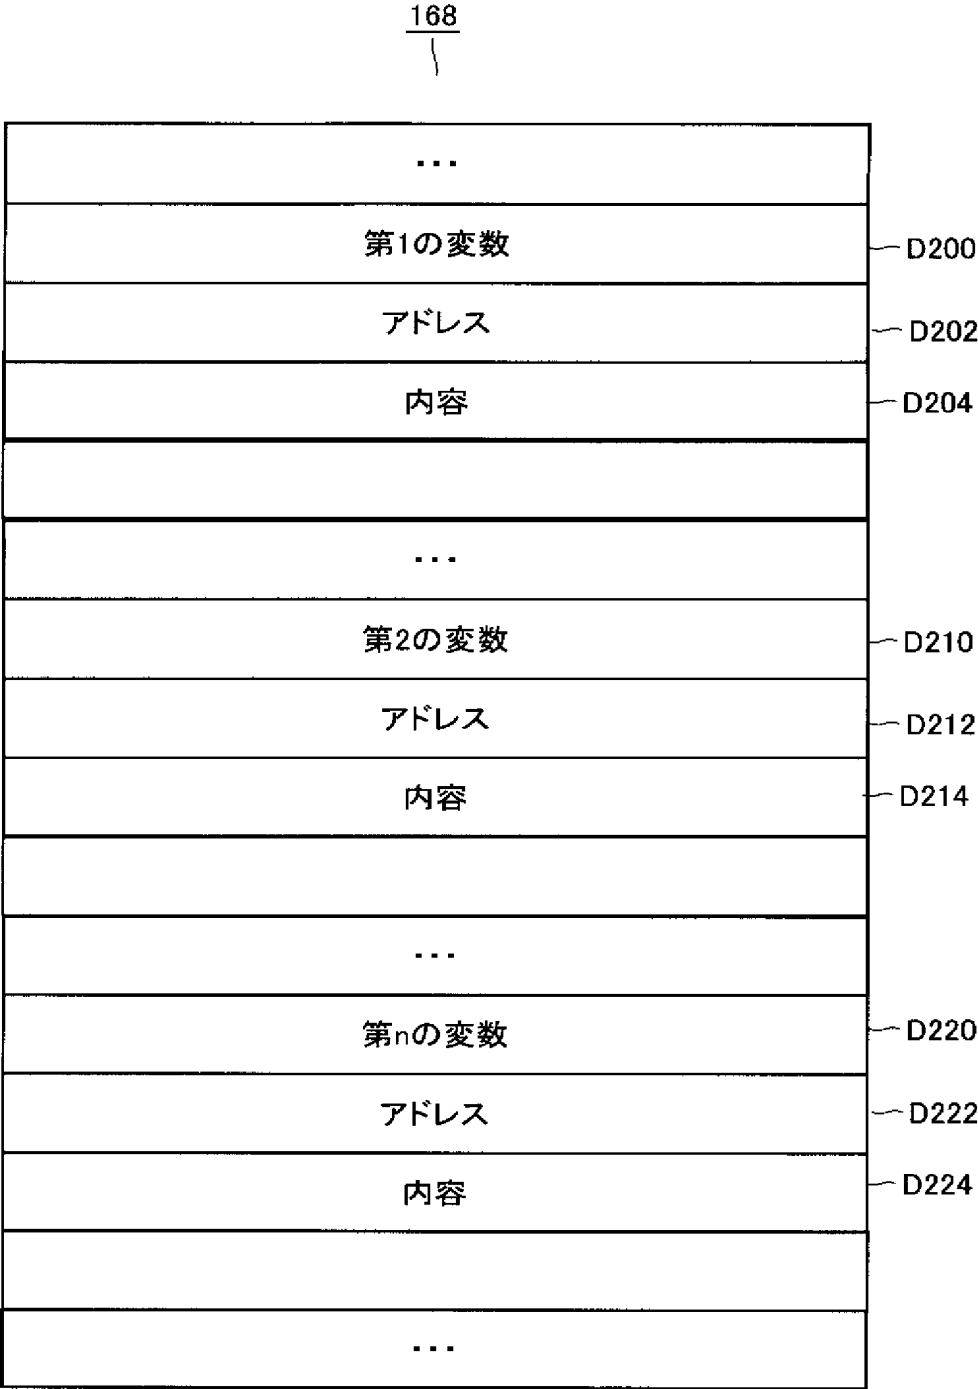 168
...
第1の変数 D200
アドレス D202
内容 D204
...
第2の変数 D210
アドレス D212
内容 D214
...
第nの変数 D220
アドレス D222
内容 D224
...